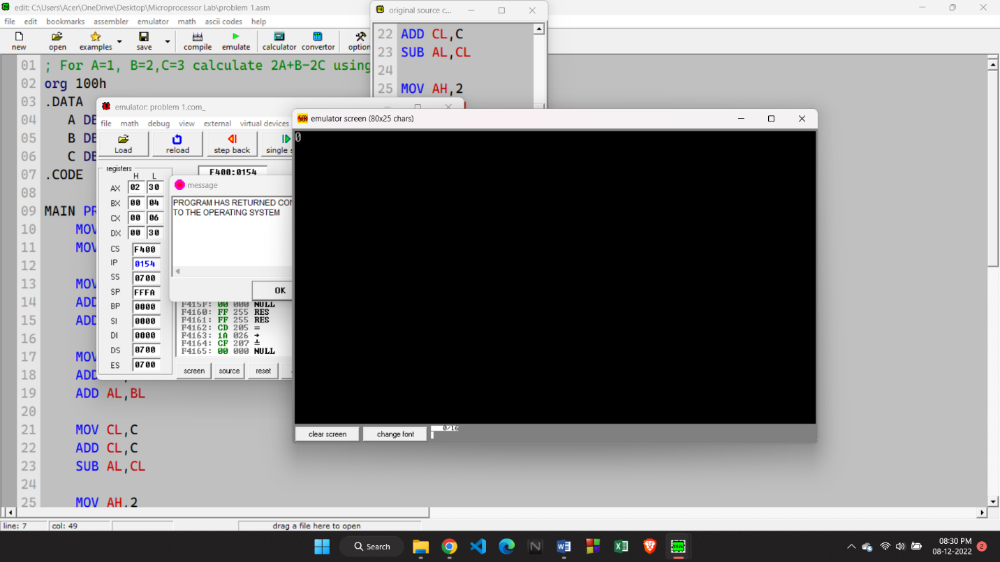 edit: C:\Users\Acer\OneDrive\Desktop\Microprocessor Lab\problem 1.asm
file edit bookmarks assembler emulator math ascii codes help
new open examples save compile emulate calculator convertor option
01 ; For A=1, B=2,C=3 calculate 2A+B-2C using
02 org 100h
03 .DATA
04 A DB
05 B DB
06 C DB
07 .CODE
08
09 MAIN PR
10 MOV
11 MOV
12
13 MOV
14 ADD
15 ADD
16
17 MOV
18 ADD
19 ADD AL,BL
20
21 MOV CL,C
22 ADD CL,C
23 SUB AL,CL
24
25 MOV AH,2
line: 7 col: 49 drag a file here to open
original source c...
22 ADD CL,C
23 SUB AL,CL
24
25 MOV AH,2
emulator: problem 1.com_
file math debug view external virtual devices
Load reload step back single s
registers
F400:0154
H L
AX 02 30
BX 00 04
CX 00 06
DX 00 30
CS F400
IP 0154
SS 0700
SP FFFA
BP 0000
SI 0000
DI 0000
DS 0700
ES 0700
message
PROGRAM HAS RETURNED CON
TO THE OPERATING SYSTEM
OK
F415F: 00 000 NULL
F4160: FF 255 RES
F4161: FF 255 RES
F4162: CD 205 =
F4163: 1A 026 →
F4164: CF 207 ╧
F4165: 00 000 NULL
screen source reset
SCR emulator screen (80x25 chars)
0
clear screen change font 0/16
Search
08:30 PM
08-12-2022
2